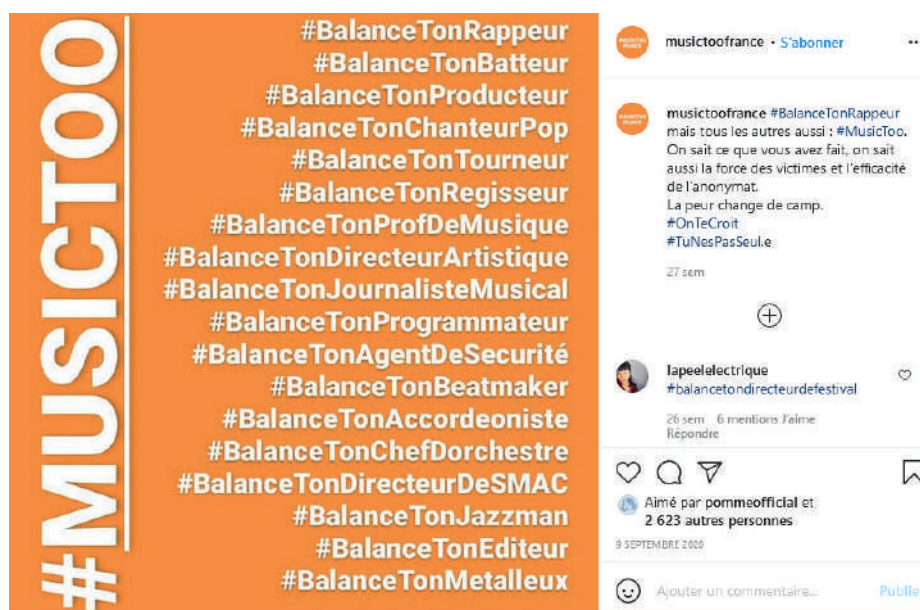 #MUSICTOO
#BalanceTonRappeur
#BalanceTonBatteur
#BalanceTonProducteur
#BalanceTonChanteurPop
#BalanceTonTourneur
#BalanceTonRegisseur
#BalanceTonProfDeMusique
#BalanceTonDirecteurArtistique
#BalanceTonJournalisteMusical
#BalanceTonProgrammateur
#BalanceTonAgentDeSecurité
#BalanceTonBeatmaker
#BalanceTonAccordeoniste
#BalanceTonChefDorchestre
#BalanceTonDirecteurDeSMAC
#BalanceTonJazzman
#BalanceTonEditeur
#BalanceTonMetalleux
musictoofrance • S'abonner
musictoofrance #BalanceTonRappeur
mais tous les autres aussi : #MusicToo.
On sait ce que vous avez fait, on sait
aussi la force des victimes et l'efficacité
de l'anonymat.
La peur change de camp.
#OnTeCroit
#TuNesPasSeul.e
27 sem
lapeelelectrique
#balancetondirecteurdefestival
26 sem 6 mentions J'aime
Répondre
Aimé par pommeofficial et
2 623 autres personnes
9 SEPTEMBRE 2020
Ajouter un commentaire...
Publie